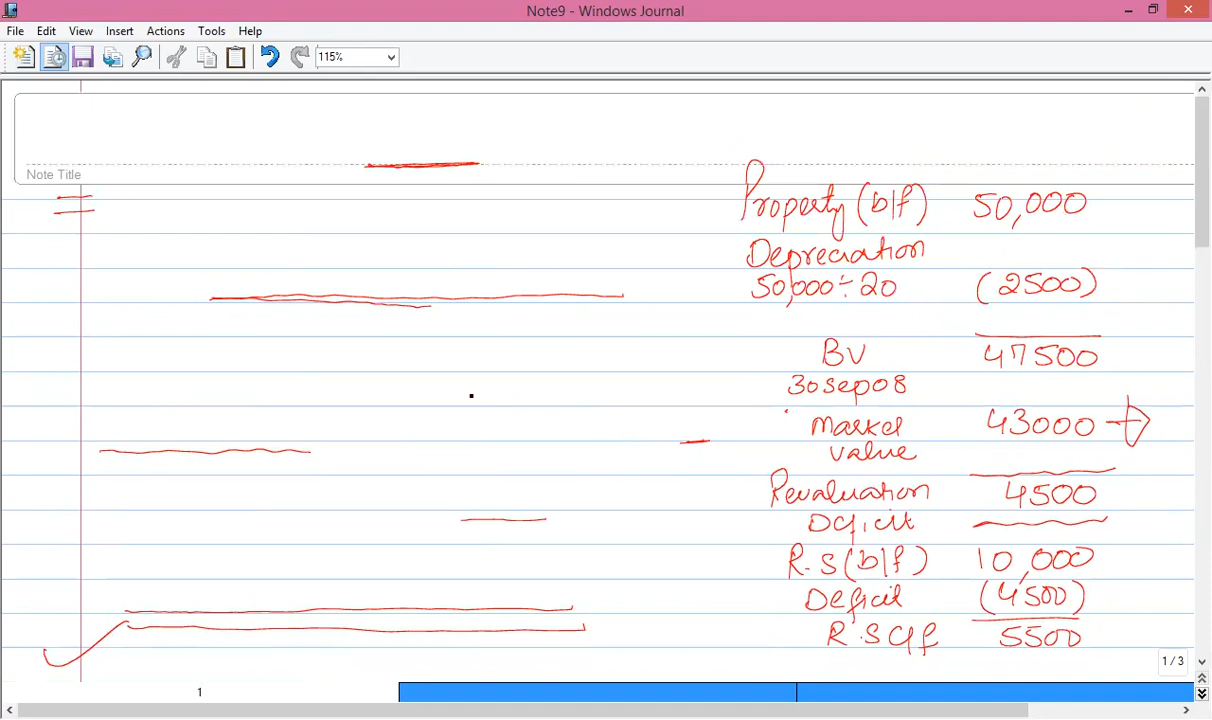 Note9 - Windows Journal
File Edit View Insert Actions Tools Help
115%
Note Title
Property (b/f) 50,000
Depreciation
50,000÷20 (2500)
BV 47500
30sep08
Market 43000
value
Revaluation 4500
Deficit
R.S(b/f) 10,000
Deficit (4500)
R.S C/f 5500
1 / 3
1